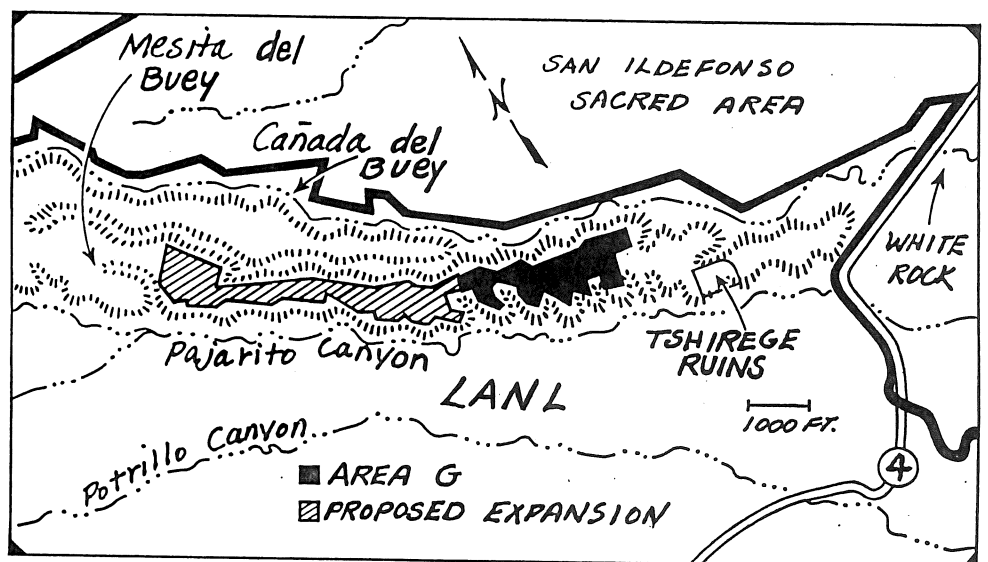 Mesita del
Buey
SAN ILDEFONSO
SACRED AREA
N
Cañada del
Buey
WHITE
ROCK
TSHIREGE
RUINS
Pajarito Canyon
LANL
1000 FT.
Potrillo Canyon
4
AREA G
PROPOSED EXPANSION